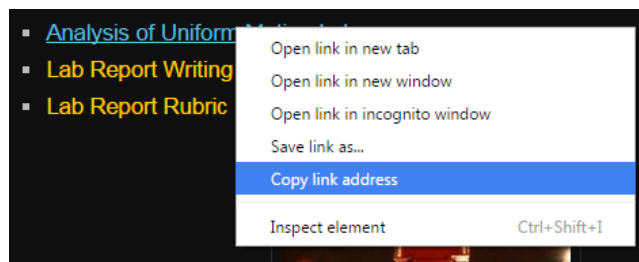 Analysis of Uniform
Lab Report Writing
Lab Report Rubric
Open link in new tab
Open link in new window
Open link in incognito window
Save link as...
Copy link address
Inspect element Ctrl+Shift+I